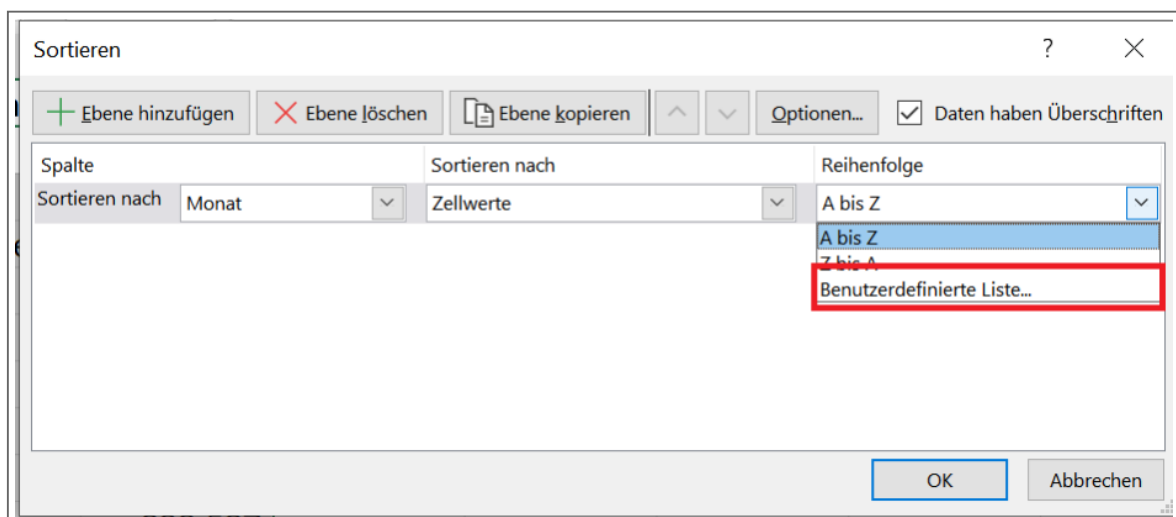 Sortieren ?
Ebene hinzufügen Ebene löschen Ebene kopieren Optionen... Daten haben Überschriften
Spalte Sortieren nach Reihenfolge
Sortieren nach Monat Zellwerte A bis Z
A bis Z
Z bis A
Benutzerdefinierte Liste...
OK Abbrechen